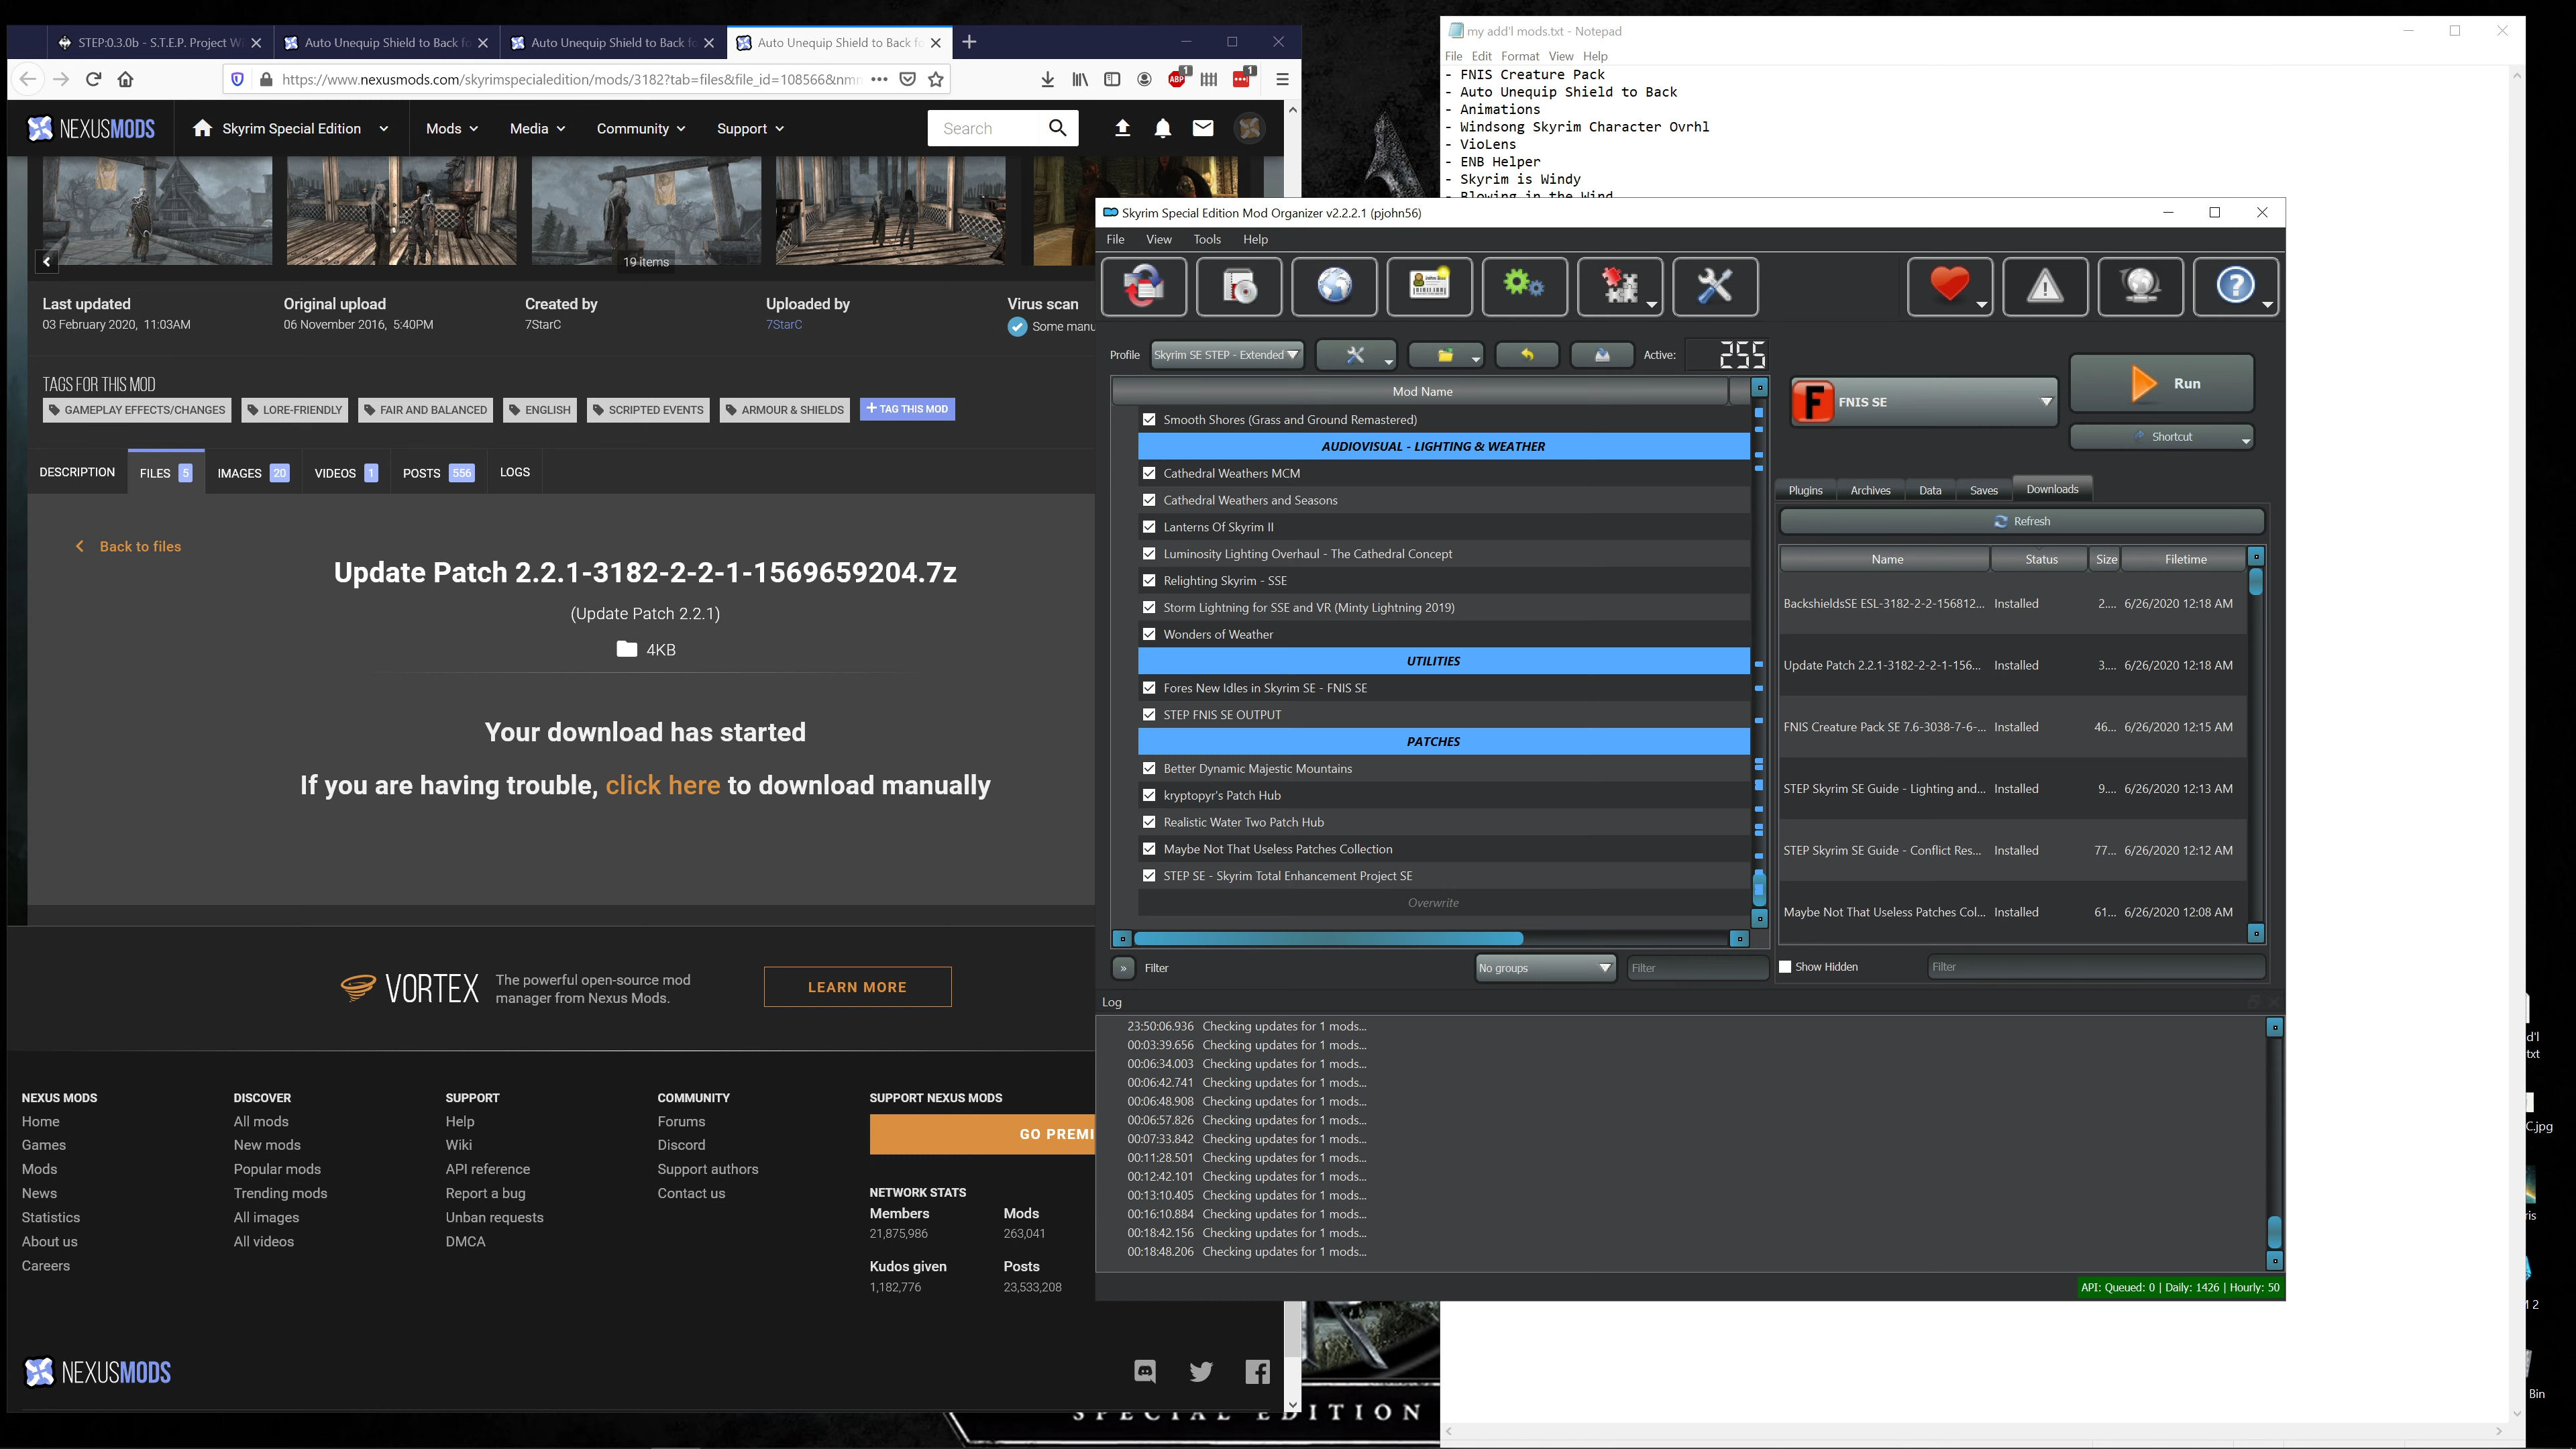 STEP:0.3.0b - S.T.E.P. Project W
Auto Unequip Shield to Back fo
Auto Unequip Shield to Back fo
Auto Unequip Shield to Back fo
https://www.nexusmods.com/skyrimspecialedition/mods/3182?tab=files&file_id=108566&nmm
ABP
1
1
NEXUSMODS
Skyrim Special Edition
Mods
Media
Community
Support
Search
19 items
Last updated
03 February 2020, 11:03AM
Original upload
06 November 2016, 5:40PM
Created by
7StarC
Uploaded by
7StarC
Virus scan
Some manu
TAGS FOR THIS MOD
GAMEPLAY EFFECTS/CHANGES
LORE-FRIENDLY
FAIR AND BALANCED
ENGLISH
SCRIPTED EVENTS
ARMOUR & SHIELDS
+ TAG THIS MOD
DESCRIPTION
FILES 5
IMAGES 20
VIDEOS 1
POSTS 556
LOGS
Back to files
Update Patch 2.2.1-3182-2-2-1-1569659204.7z
(Update Patch 2.2.1)
4KB
Your download has started
If you are having trouble, click here to download manually
VORTEX
The powerful open-source mod
manager from Nexus Mods.
LEARN MORE
NEXUS MODS
Home
Games
Mods
News
Statistics
About us
Careers
DISCOVER
All mods
New mods
Popular mods
Trending mods
All images
All videos
SUPPORT
Help
Wiki
API reference
Report a bug
Unban requests
DMCA
COMMUNITY
Forums
Discord
Support authors
Contact us
SUPPORT NEXUS MODS
GO PREMI
NETWORK STATS
Members
21,875,986
Mods
263,041
Kudos given
1,182,776
Posts
23,533,208
NEXUSMODS
my add'l mods.txt - Notepad
File Edit Format View Help
- FNIS Creature Pack
- Auto Unequip Shield to Back
- Animations
- Windsong Skyrim Character Ovrhl
- VioLens
- ENB Helper
- Skyrim is Windy
- Blowing in the Wind
Skyrim Special Edition Mod Organizer v2.2.2.1 (pjohn56)
File View Tools Help
Profile
Skyrim SE STEP - Extended
Active:
255
Mod Name
Smooth Shores (Grass and Ground Remastered)
AUDIOVISUAL - LIGHTING & WEATHER
Cathedral Weathers MCM
Cathedral Weathers and Seasons
Lanterns Of Skyrim II
Luminosity Lighting Overhaul - The Cathedral Concept
Relighting Skyrim - SSE
Storm Lightning for SSE and VR (Minty Lightning 2019)
Wonders of Weather
UTILITIES
Fores New Idles in Skyrim SE - FNIS SE
STEP FNIS SE OUTPUT
PATCHES
Better Dynamic Majestic Mountains
kryptopyr's Patch Hub
Realistic Water Two Patch Hub
Maybe Not That Useless Patches Collection
STEP SE - Skyrim Total Enhancement Project SE
Overwrite
» Filter
No groups
Filter
F
FNIS SE
Run
Shortcut
Plugins
Archives
Data
Saves
Downloads
Refresh
Name Status Size Filetime
BackshieldsSE ESL-3182-2-2-156812... Installed 2.... 6/26/2020 12:18 AM
Update Patch 2.2.1-3182-2-2-1-156... Installed 3.... 6/26/2020 12:18 AM
FNIS Creature Pack SE 7.6-3038-7-6-... Installed 46... 6/26/2020 12:15 AM
STEP Skyrim SE Guide - Lighting and... Installed 9.... 6/26/2020 12:13 AM
STEP Skyrim SE Guide - Conflict Res... Installed 77... 6/26/2020 12:12 AM
Maybe Not That Useless Patches Col... Installed 61... 6/26/2020 12:08 AM
Show Hidden
Filter
Log
23:50:06.936 Checking updates for 1 mods...
00:03:39.656 Checking updates for 1 mods...
00:06:34.003 Checking updates for 1 mods...
00:06:42.741 Checking updates for 1 mods...
00:06:48.908 Checking updates for 1 mods...
00:06:57.826 Checking updates for 1 mods...
00:07:33.842 Checking updates for 1 mods...
00:11:28.501 Checking updates for 1 mods...
00:12:42.101 Checking updates for 1 mods...
00:13:10.405 Checking updates for 1 mods...
00:16:10.884 Checking updates for 1 mods...
00:18:42.156 Checking updates for 1 mods...
00:18:48.206 Checking updates for 1 mods...
API: Queued: 0 | Daily: 1426 | Hourly: 50
SPECIAL EDITION
d'l
txt
C.jpg
ris
2
Bin